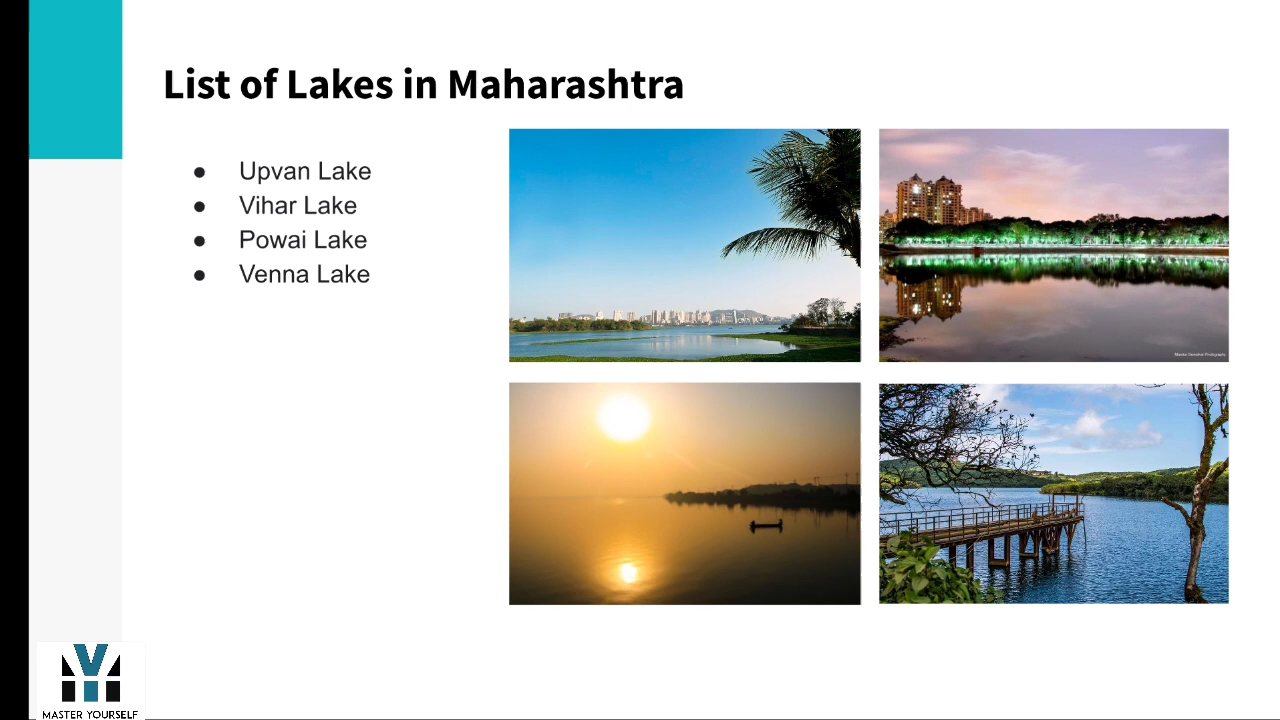 List of Lakes in Maharashtra
● Upvan Lake
● Vihar Lake
● Powai Lake
● Venna Lake
MASTER YOURSELF